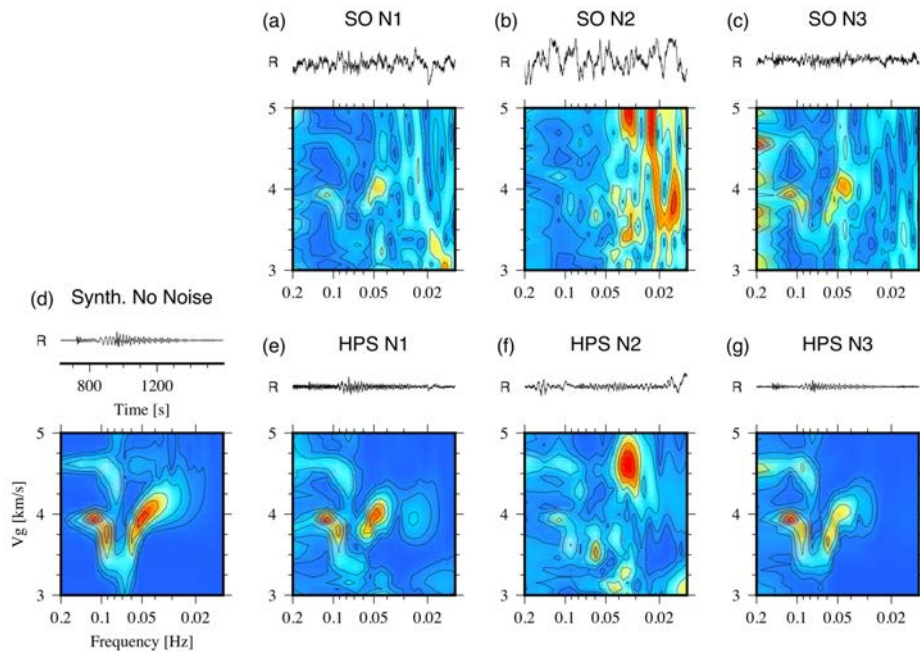 (a) SO N1
(b) SO N2
(c) SO N3
R
R
R
5
4
3
0.2 0.1 0.05 0.02
5
4
3
0.2 0.1 0.05 0.02
5
4
3
0.2 0.1 0.05 0.02
(d) Synth. No Noise
R
800 1200
Time [s]
(e) HPS N1
(f) HPS N2
(g) HPS N3
R
R
R
Vg [km/s]
5
4
3
0.2 0.1 0.05 0.02
Frequency [Hz]
5
4
3
0.2 0.1 0.05 0.02
5
4
3
0.2 0.1 0.05 0.02
5
4
3
0.2 0.1 0.05 0.02